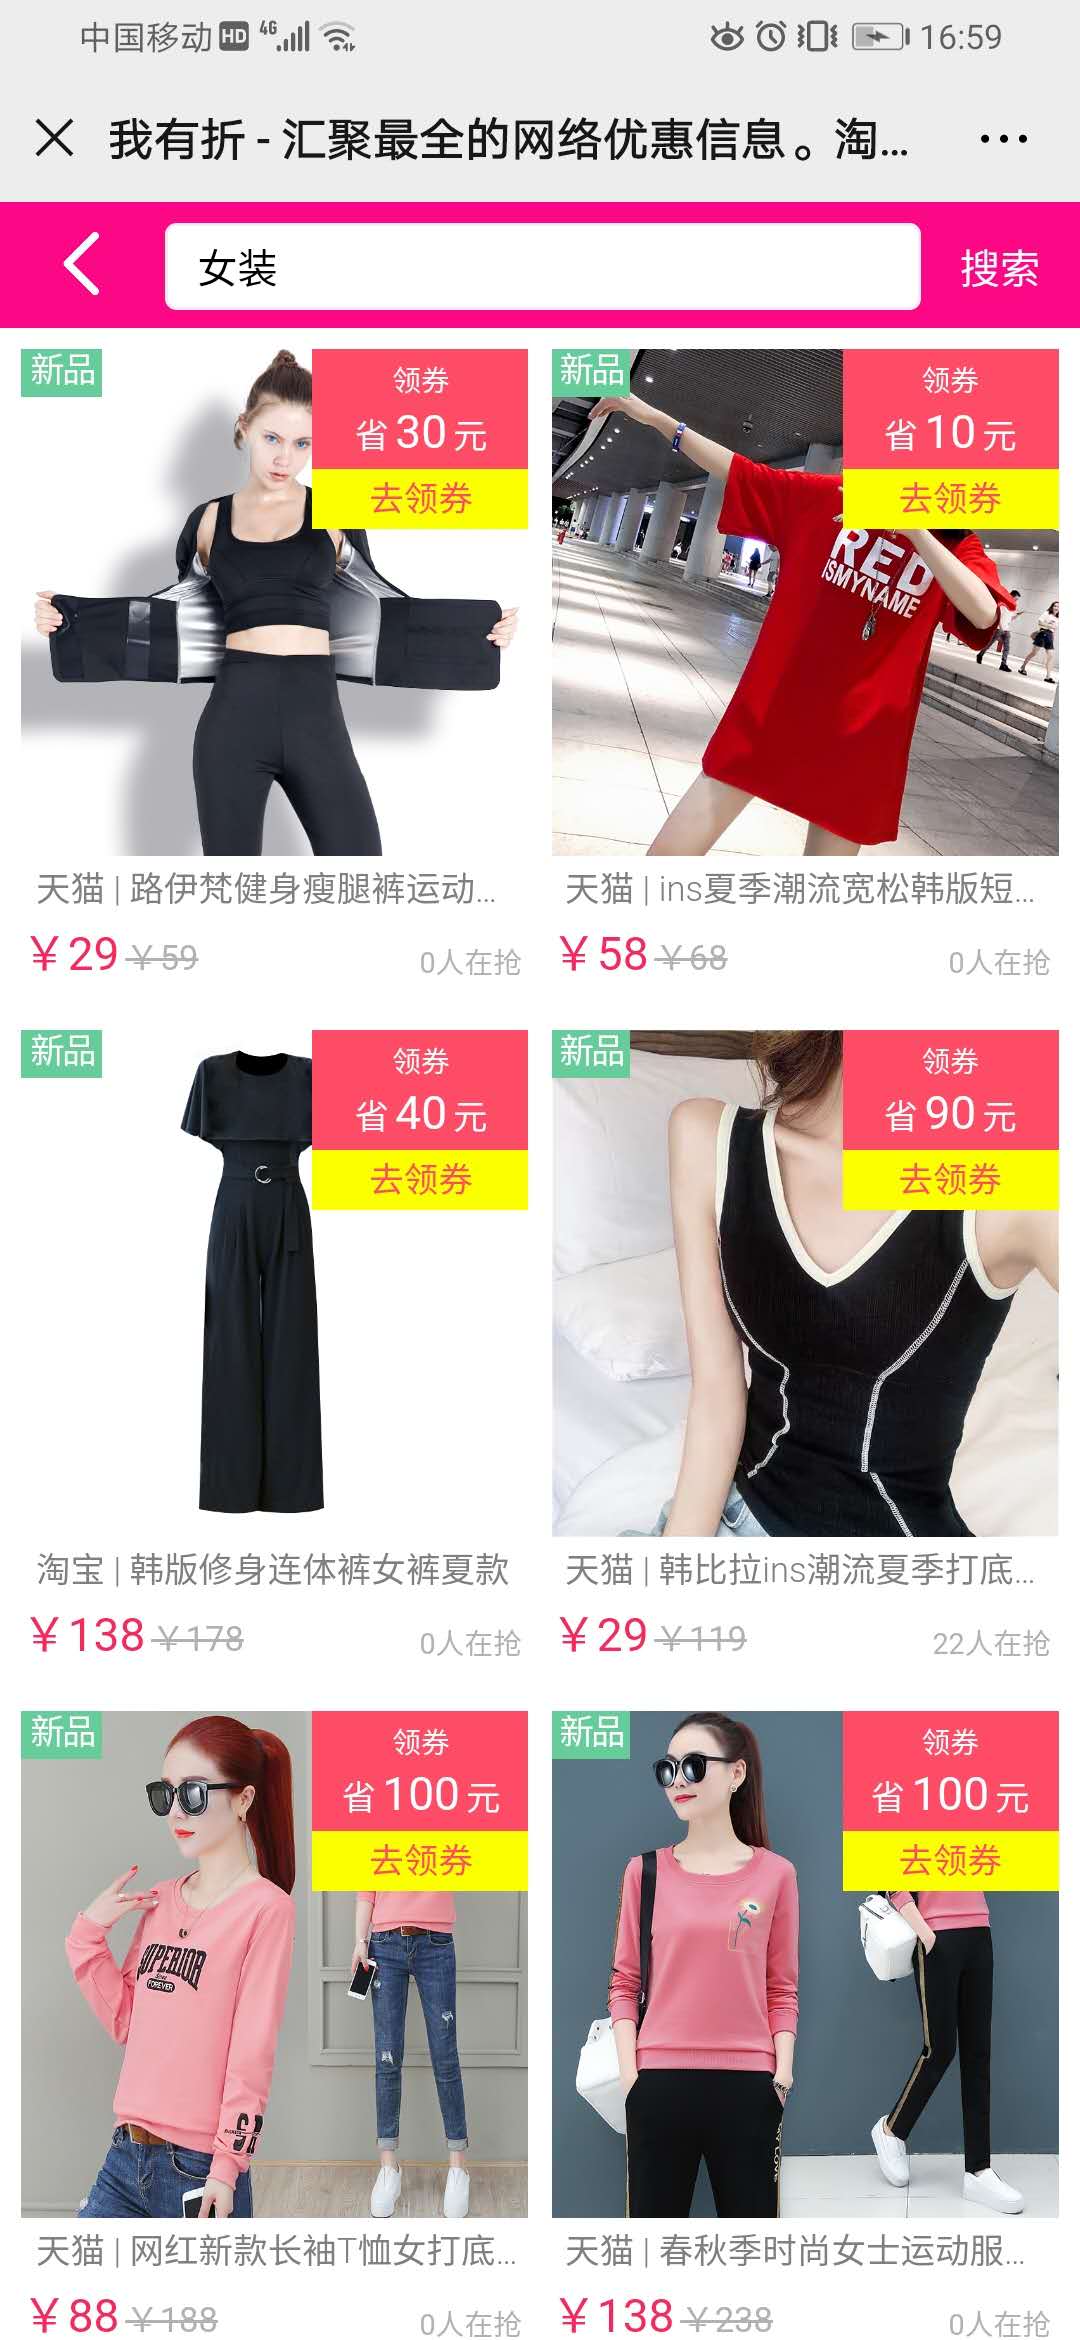 中国移动 HD 4G 16:59
我有折 - 汇聚最全的网络优惠信息。淘...
女装
搜索
新品
领券
省30元
去领券
天猫 | 路伊梵健身瘦腿裤运动...
￥29 ￥59
0人在抢
新品
领券
省10元
去领券
RED
ISMYNAME
天猫 | ins夏季潮流宽松韩版短...
￥58 ￥68
0人在抢
新品
领券
省40元
去领券
淘宝 | 韩版修身连体裤女裤夏款
￥138 ￥178
0人在抢
新品
领券
省90元
去领券
天猫 | 韩比拉ins潮流夏季打底...
￥29 ￥119
22人在抢
新品
领券
省100元
去领券
SUPERIOR
FOREVER
天猫 | 网红新款长袖T恤女打底...
￥88 ￥188
0人在抢
新品
领券
省100元
去领券
天猫 | 春秋季时尚女士运动服...
￥138 ￥238
0人在抢